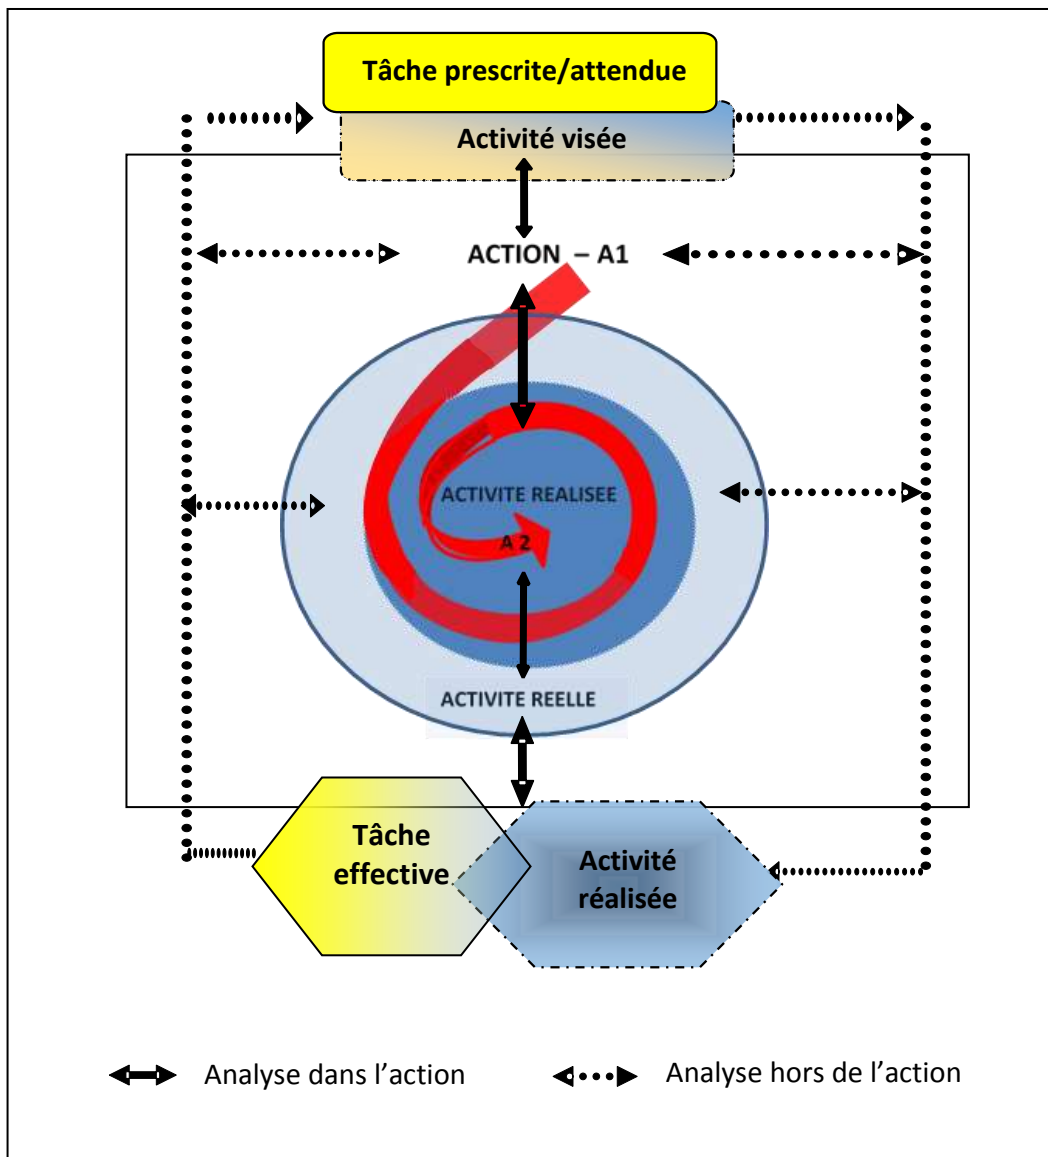 Tâche prescrite/attendue
Activité visée
ACTION – A1
ACTIVITE REALISEE
A 2
ACTIVITE REELLE
Tâche
effective
Activité
réalisée
Analyse dans l’action
Analyse hors de l’action